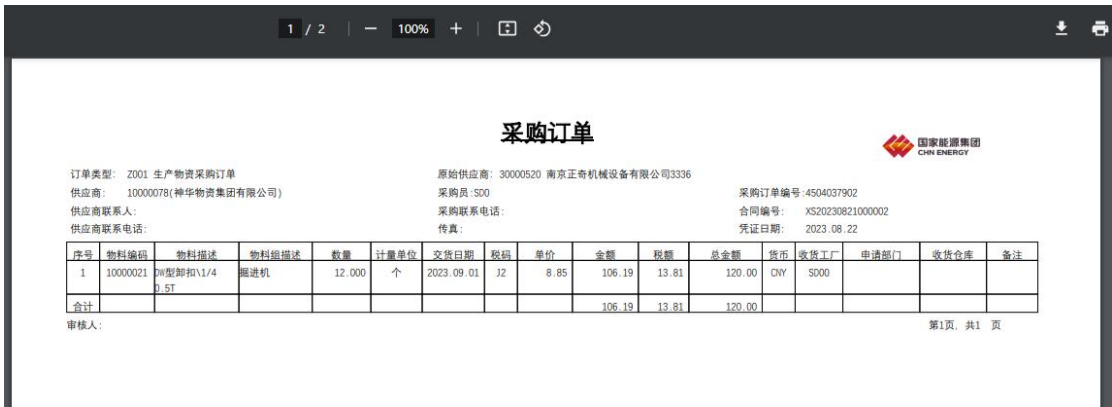 1 / 2 | — 100% + |
采购订单
国家能源集团
CHN ENERGY
订单类型: Z001 生产物资采购订单 原始供应商: 30000520 南京正奇机械设备有限公司3336
供应商: 10000078(神华物资集团有限公司) 采购员:SD0 采购订单编号:4504037902
供应商联系人: 采购联系电话: 合同编号: XS20230821000002
供应商联系电话: 传真: 凭证日期: 2023.08.22
序号 物料编码 物料描述 物料组描述 数量 计量单位 交货日期 税码 单价 金额 税额 总金额 货币 收货工厂 申请部门 收货仓库 备注
1 10000021 DW型卸扣\1/4 掘进机 12.000 个 2023.09.01 J2 8.85 106.19 13.81 120.00 CNY SD00
0.5T
合计 106.19 13.81 120.00
审核人: 第1页, 共1 页